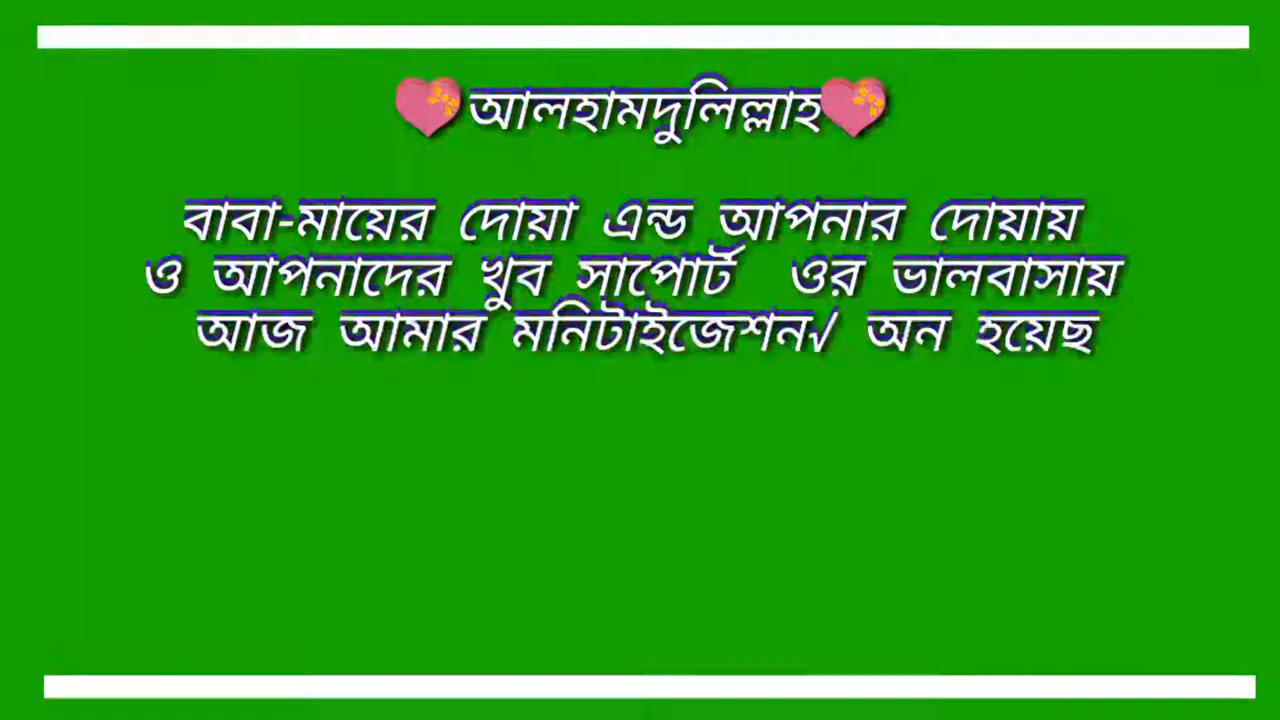 💝আলহামদুলিল্লাহ💝
বাবা-মায়ের দোয়া এন্ড আপনার দোয়ায়
ও আপনাদের খুব সাপোর্ট ওর ভালবাসায়
আজ আমার মনিটাইজেশন√ অন হয়েছ